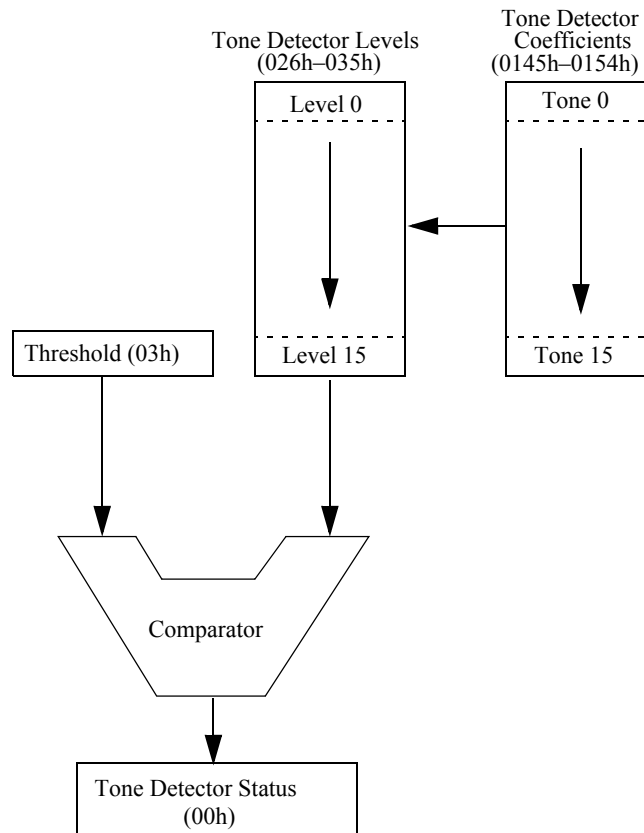 Tone Detector Levels
(026h–035h)
Tone Detector
Coefficients
(0145h–0154h)
Level 0
Tone 0
Threshold (03h)
Level 15
Tone 15
Comparator
Tone Detector Status
(00h)